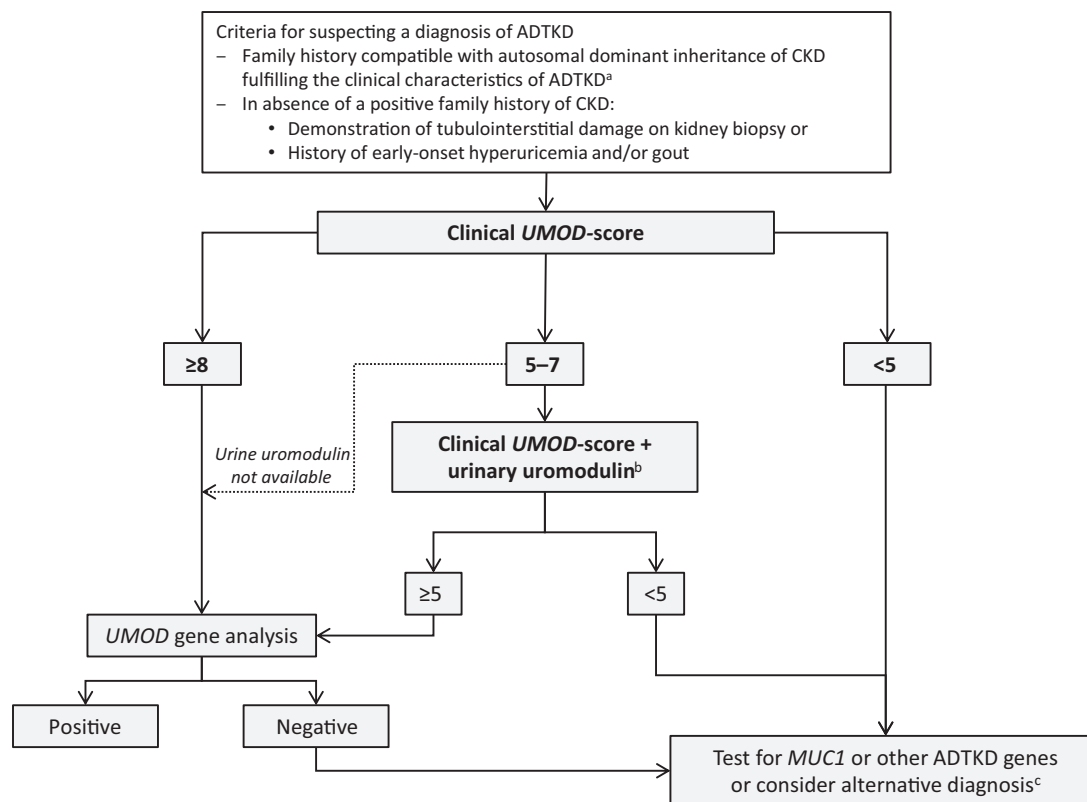 Criteria for suspecting a diagnosis of ADTKD
– Family history compatible with autosomal dominant inheritance of CKD
fulfilling the clinical characteristics of ADTKDᵃ
– In absence of a positive family history of CKD:
• Demonstration of tubulointerstitial damage on kidney biopsy or
• History of early-onset hyperuricemia and/or gout
Clinical UMOD-score
≥8
5–7
<5
Urine uromodulin
not available
Clinical UMOD-score +
urinary uromodulinᵇ
≥5
<5
UMOD gene analysis
Positive
Negative
Test for MUC1 or other ADTKD genes
or consider alternative diagnosisᶜ